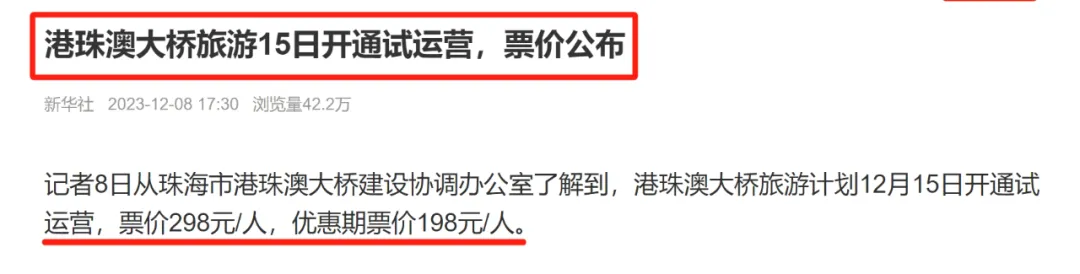 港珠澳大桥旅游15日开通试运营，票价公布
新华社 2023-12-08 17:30 浏览量42.2万
记者8日从珠海市港珠澳大桥建设协调办公室了解到，港珠澳大桥旅游计划12月15日开通试
运营，票价298元/人，优惠期票价198元/人。